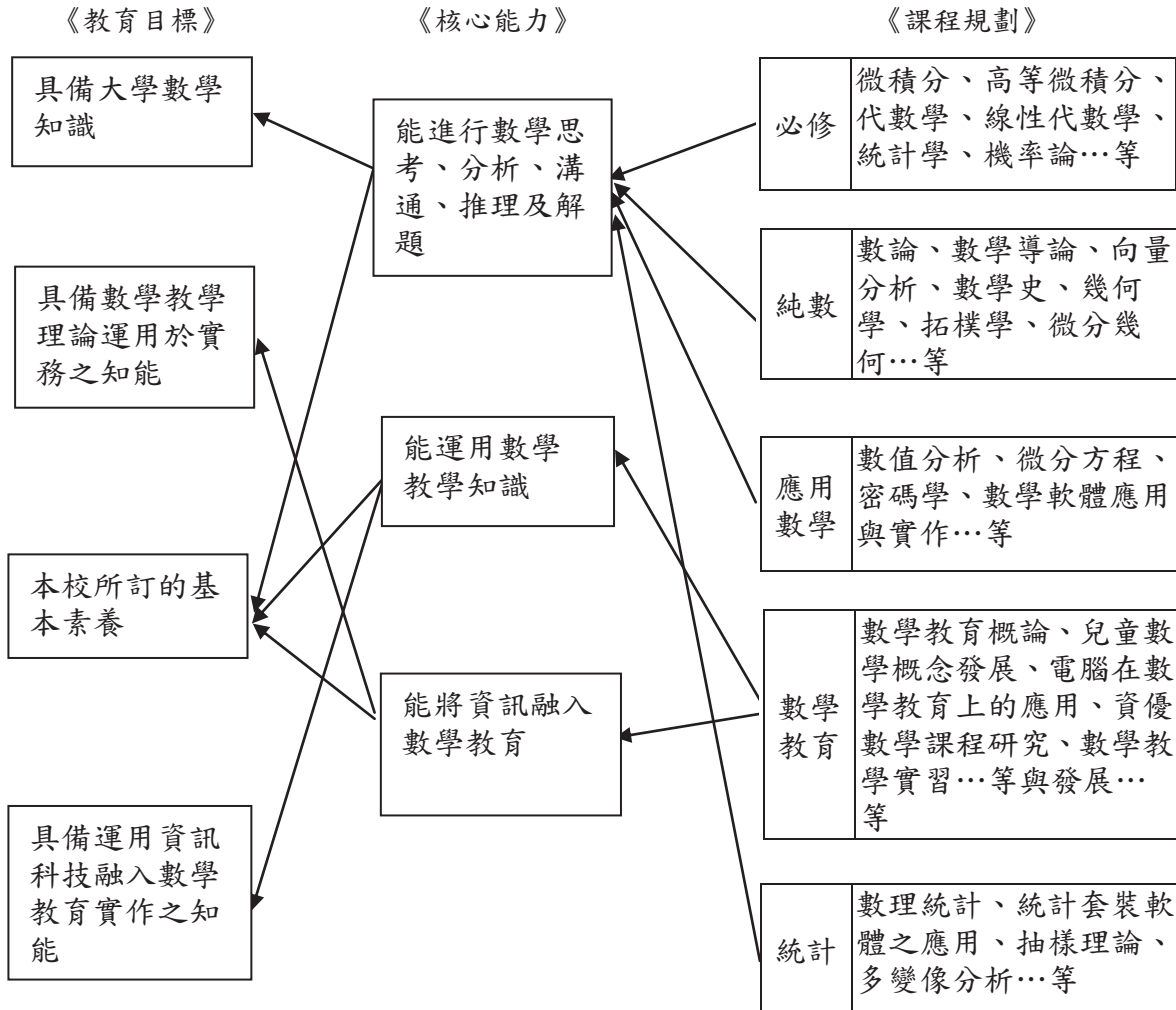 《教育目標》
《核心能力》
《課程規劃》
具備大學數學
知識
具備數學教學
理論運用於實
務之知能
本校所訂的基
本素養
具備運用資訊
科技融入數學
教育實作之知
能
能進行數學思
考、分析、溝
通、推理及解
題
能運用數學
教學知識
能將資訊融入
數學教育
必修
微積分、高等微積分、
代數學、線性代數學、
統計學、機率論…等
純數
數論、數學導論、向量
分析、數學史、幾何
學、拓樸學、微分幾
何…等
應用
數學
數值分析、微分方程、
密碼學、數學軟體應用
與實作…等
數學
教育
數學教育概論、兒童數
學概念發展、電腦在數
學教育上的應用、資優
數學課程研究、數學教
學實習…等與發展…
等
統計
數理統計、統計套裝軟
體之應用、抽樣理論、
多變像分析…等